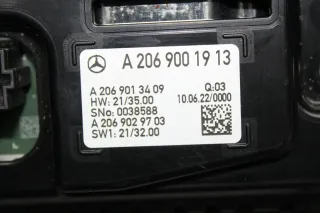 A 206 900 19 13
A 206 901 34 09
Q:03
HW: 21/35.00
10.06.22/0000
SNo: 0038588
A 206 902 97 03
SW1: 21/32.00